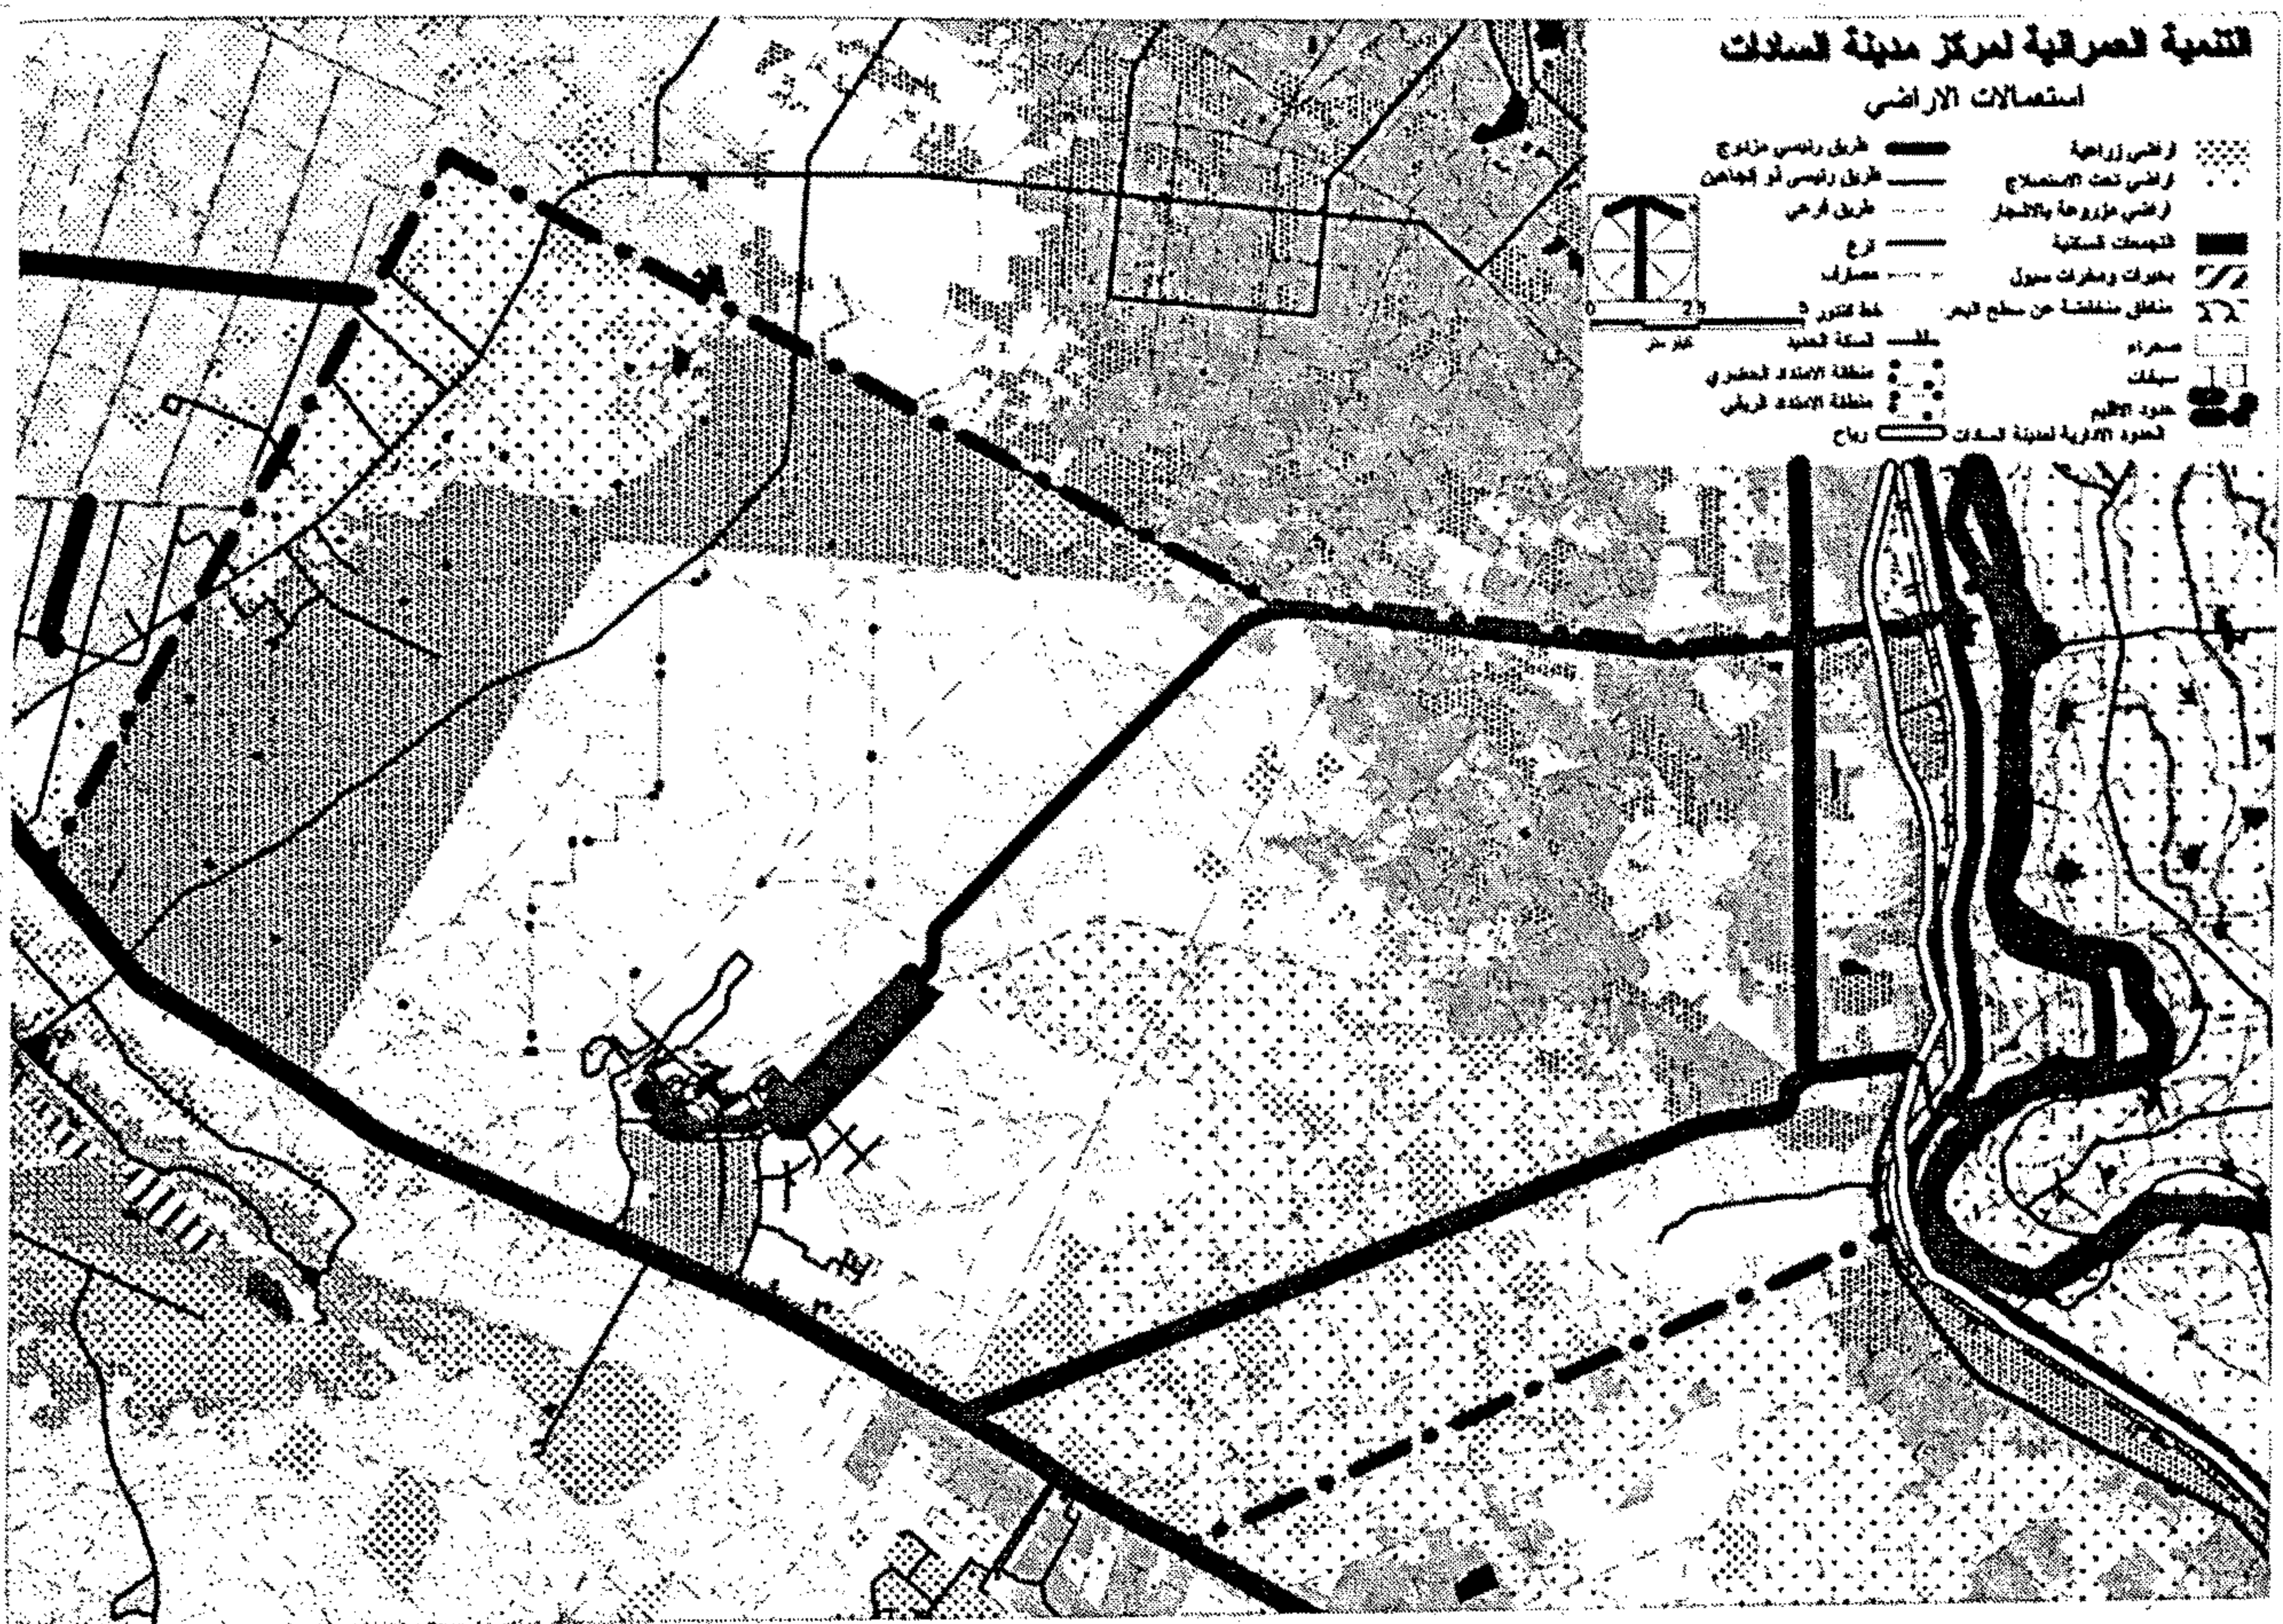 التنمية العمرانية لمركز مدينة السادات
استعمالات الاراضي
اراضي زراعية
اراضي تحت الاستصلاح
اراضي مزروعة بالاشجار
التجمعات السكنية
بحيرات ومخرات سيول
مناطق منخفضة عن سطح البحر
صحراء
سبخات
حدود الاقليم
الحدود الادارية لمدينة السادات
طريق رئيسي مزدوج
طريق رئيسي ذو اتجاهين
طريق فرعي
ترع
مصارف
خط كنتور
السكة الحديد
منطقة الامتداد الحضري
منطقة الامتداد الريفي
رياح
0 2.5 5
كيلو متر